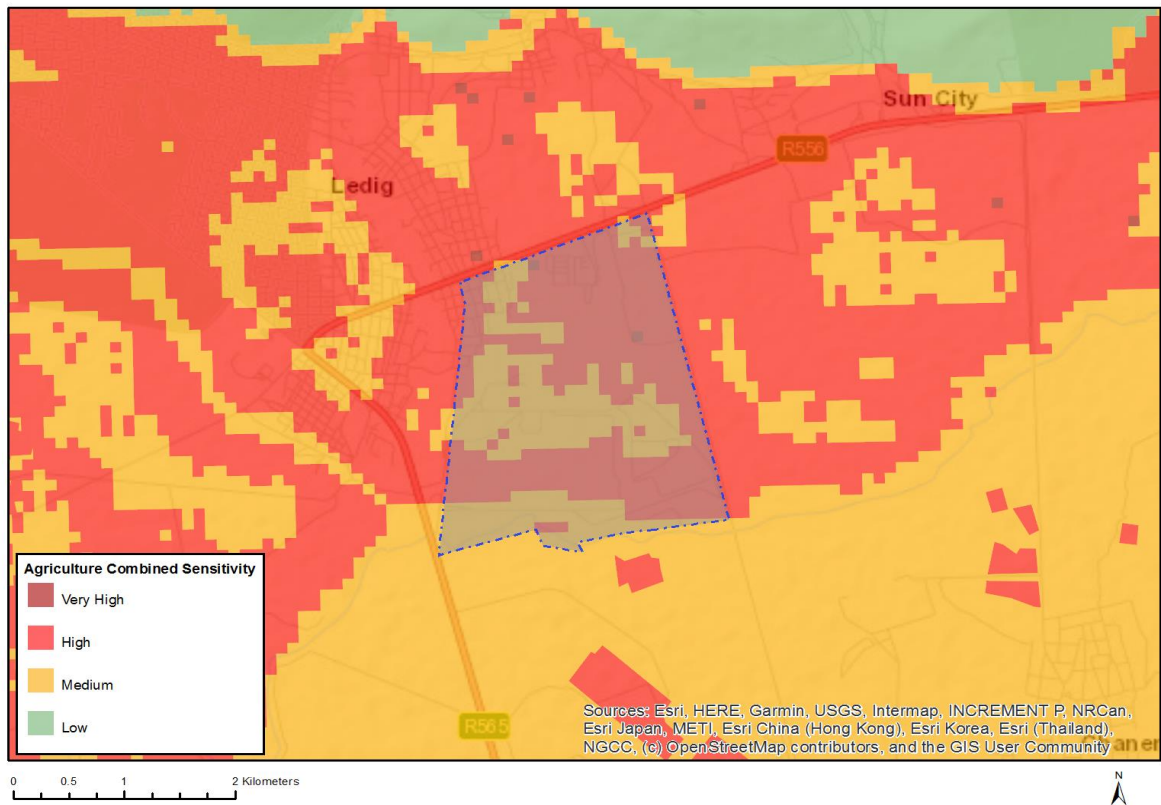 Sun City
R556
Ledig
Agriculture Combined Sensitivity
Very High
High
Medium
Low
R565
Sources: Esri, HERE, Garmin, USGS, Intermap, INCREMENT P, NRCan,
Esri Japan, METI, Esri China (Hong Kong), Esri Korea, Esri (Thailand),
NGCC, (c) OpenStreetMap contributors, and the GIS User Community
0 0.5 1 2 Kilometers
N